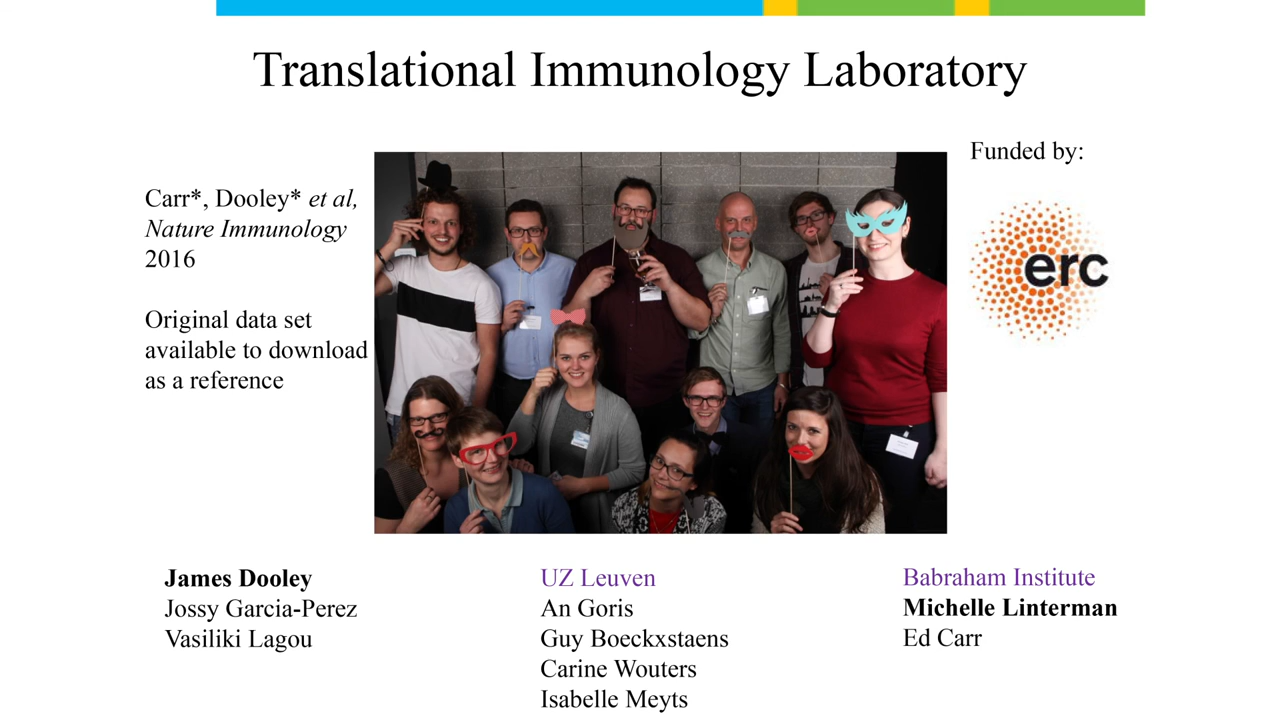 Translational Immunology Laboratory
Carr*, Dooley* et al,
Nature Immunology
2016
Original data set
available to download
as a reference
Funded by:
erc
James Dooley
Jossy Garcia-Perez
Vasiliki Lagou
UZ Leuven
An Goris
Guy Boeckxstaens
Carine Wouters
Isabelle Meyts
Babraham Institute
Michelle Linterman
Ed Carr